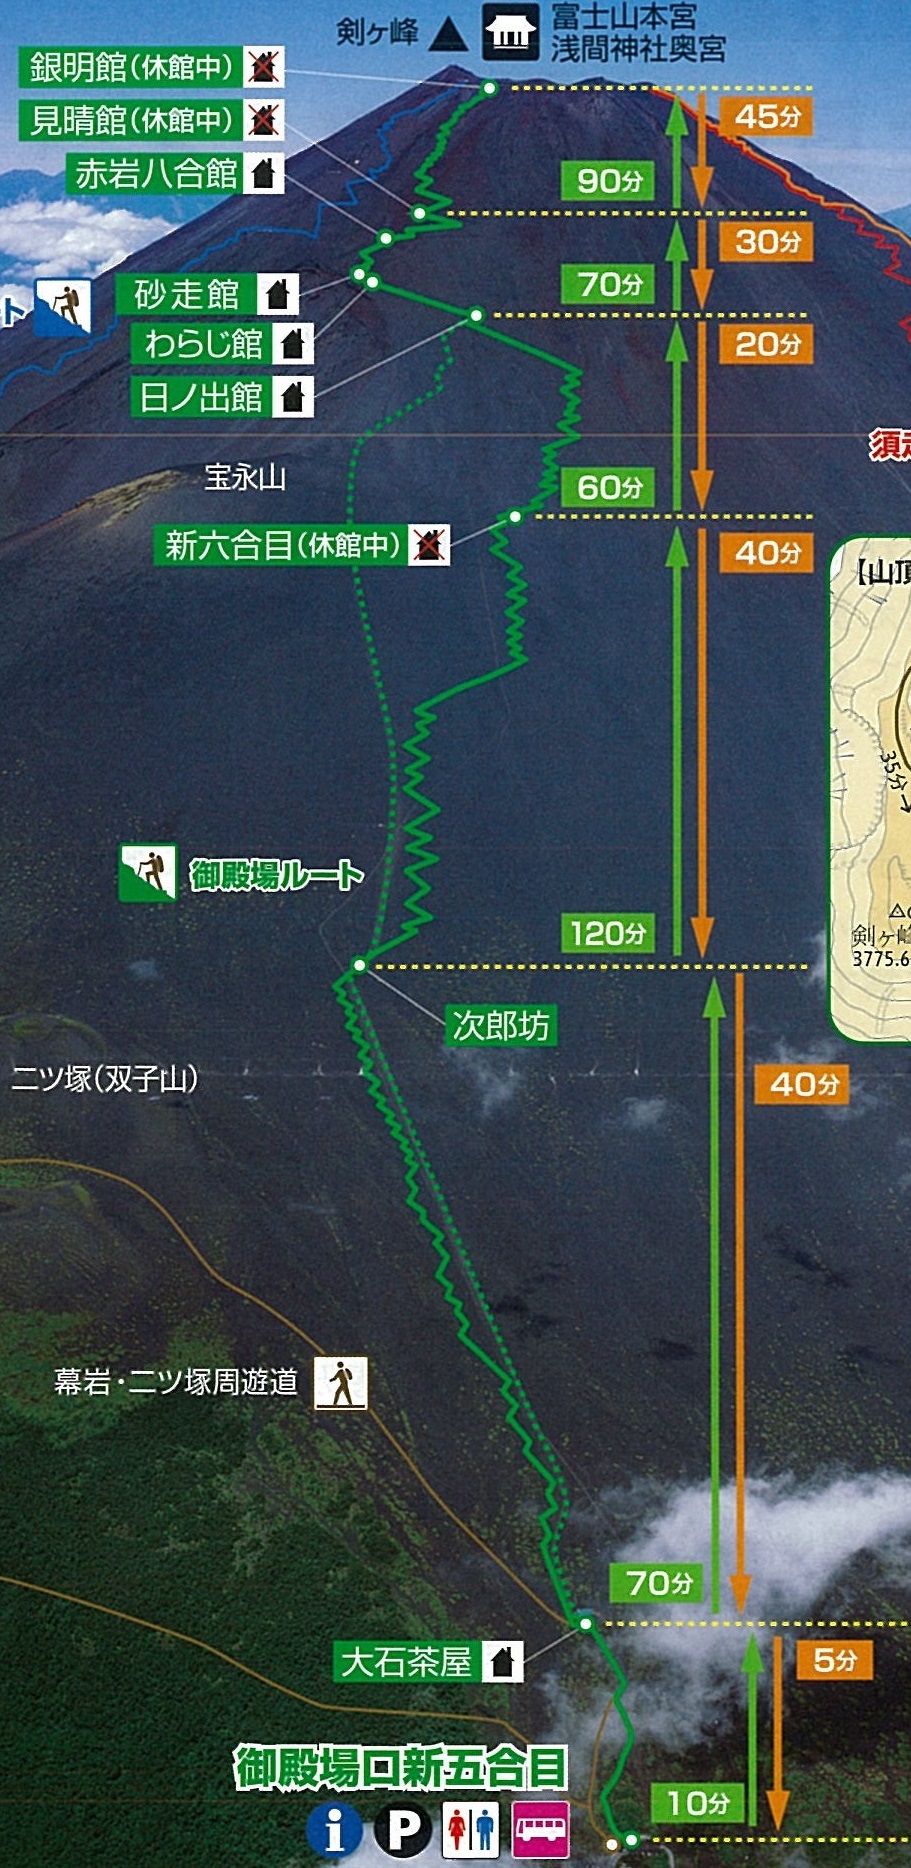 剣ヶ峰
富士山本宮
浅間神社奥宮
銀明館(休館中)
45分
見晴館(休館中)
赤岩八合館
90分
30分
砂走館
70分
ト
わらじ館
20分
日ノ出館
須走
宝永山
60分
新六合目(休館中)
40分
【山頂
35分
御殿場ルート
剣ヶ峰
3775.6
120分
次郎坊
二ツ塚(双子山)
40分
幕岩・二ツ塚周遊道
70分
大石茶屋
5分
御殿場口新五合目
10分
i
P